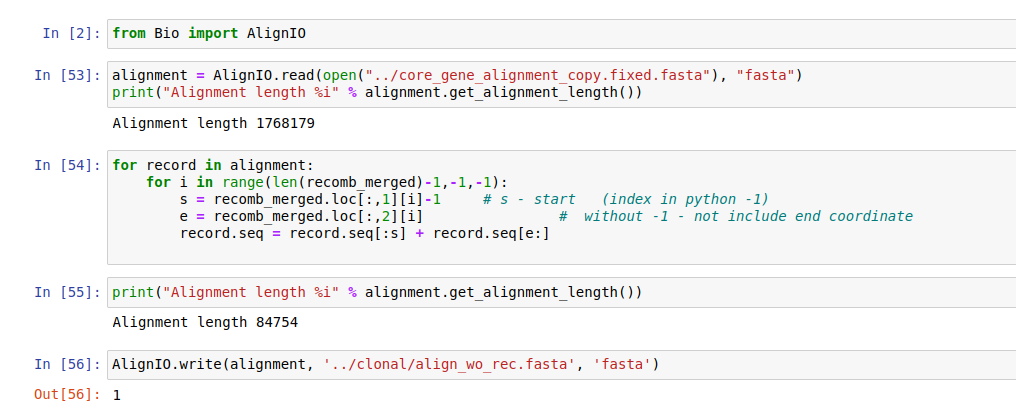 In [2]: from Bio import AlignIO
In [53]: alignment = AlignIO.read(open("../core_gene_alignment_copy.fixed.fasta"), "fasta")
print("Alignment length %i" % alignment.get_alignment_length())
Alignment length 1768179
In [54]: for record in alignment:
for i in range(len(recomb_merged)-1,-1,-1):
s = recomb_merged.loc[:,1][i]-1 # s - start (index in python -1)
e = recomb_merged.loc[:,2][i] # without -1 - not include end coordinate
record.seq = record.seq[:s] + record.seq[e:]
In [55]: print("Alignment length %i" % alignment.get_alignment_length())
Alignment length 84754
In [56]: AlignIO.write(alignment, '../clonal/align_wo_rec.fasta', 'fasta')
Out[56]: 1